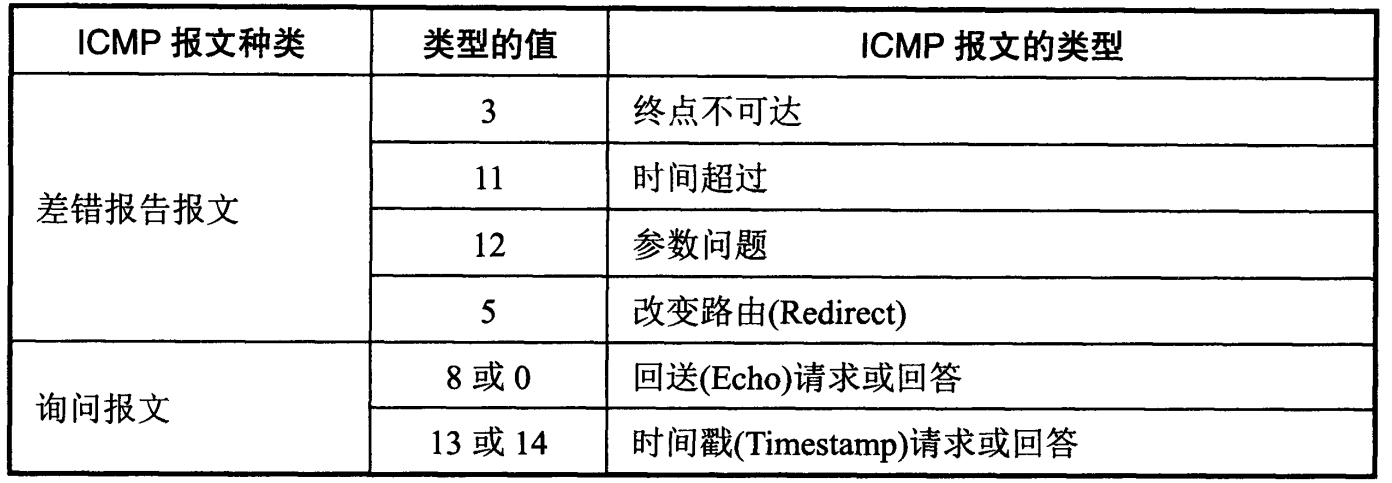 ICMP 报文种类 类型的值 ICMP 报文的类型
差错报告报文 3 终点不可达
11 时间超过
12 参数问题
5 改变路由(Redirect)
询问报文 8 或 0 回送(Echo)请求或回答
13 或 14 时间戳(Timestamp)请求或回答